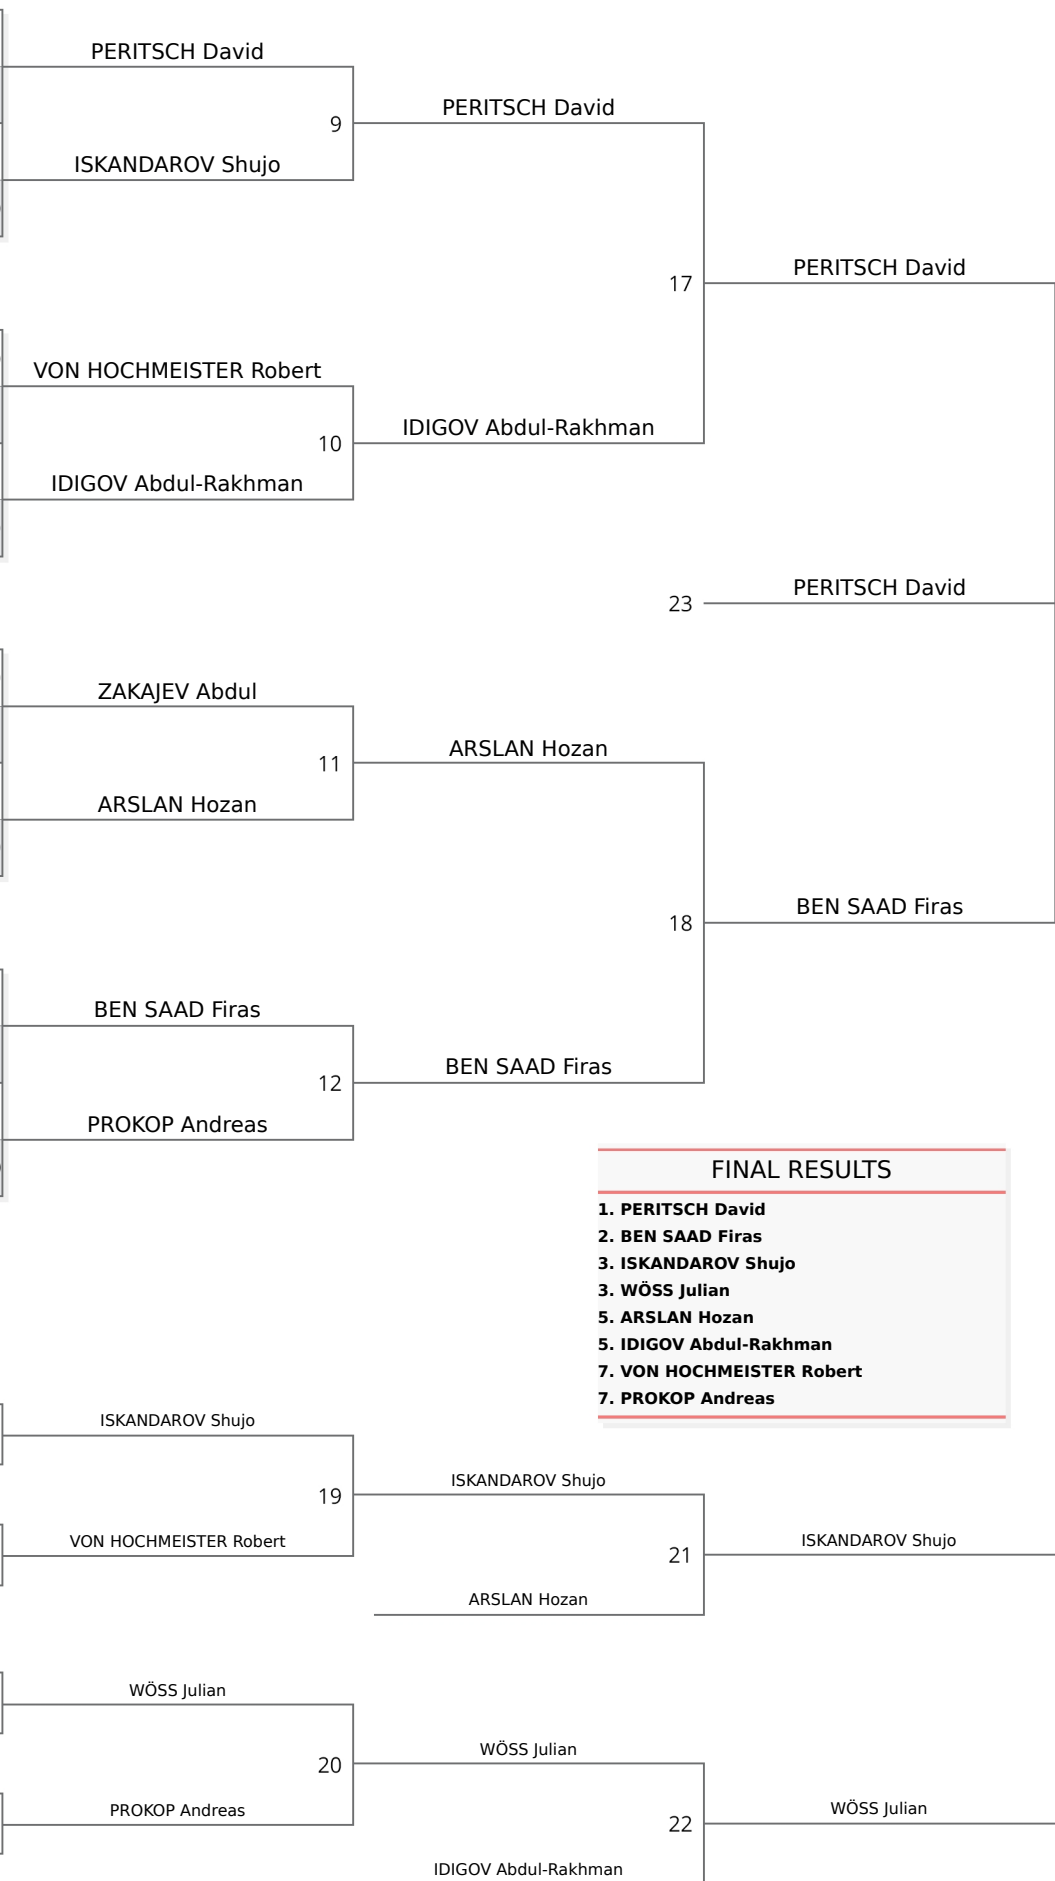 PERITSCH David
PERITSCH David
9
ISKANDAROV Shujo
PERITSCH David
17
VON HOCHMEISTER Robert
IDIGOV Abdul-Rakhman
10
IDIGOV Abdul-Rakhman
PERITSCH David
23
ZAKAJEV Abdul
ARSLAN Hozan
11
ARSLAN Hozan
BEN SAAD Firas
18
BEN SAAD Firas
BEN SAAD Firas
12
PROKOP Andreas
FINAL RESULTS
1. PERITSCH David
2. BEN SAAD Firas
3. ISKANDAROV Shujo
3. WÖSS Julian
5. ARSLAN Hozan
5. IDIGOV Abdul-Rakhman
7. VON HOCHMEISTER Robert
7. PROKOP Andreas
ISKANDAROV Shujo
ISKANDAROV Shujo
19
VON HOCHMEISTER Robert
ISKANDAROV Shujo
21
ARSLAN Hozan
WÖSS Julian
WÖSS Julian
20
PROKOP Andreas
WÖSS Julian
22
IDIGOV Abdul-Rakhman